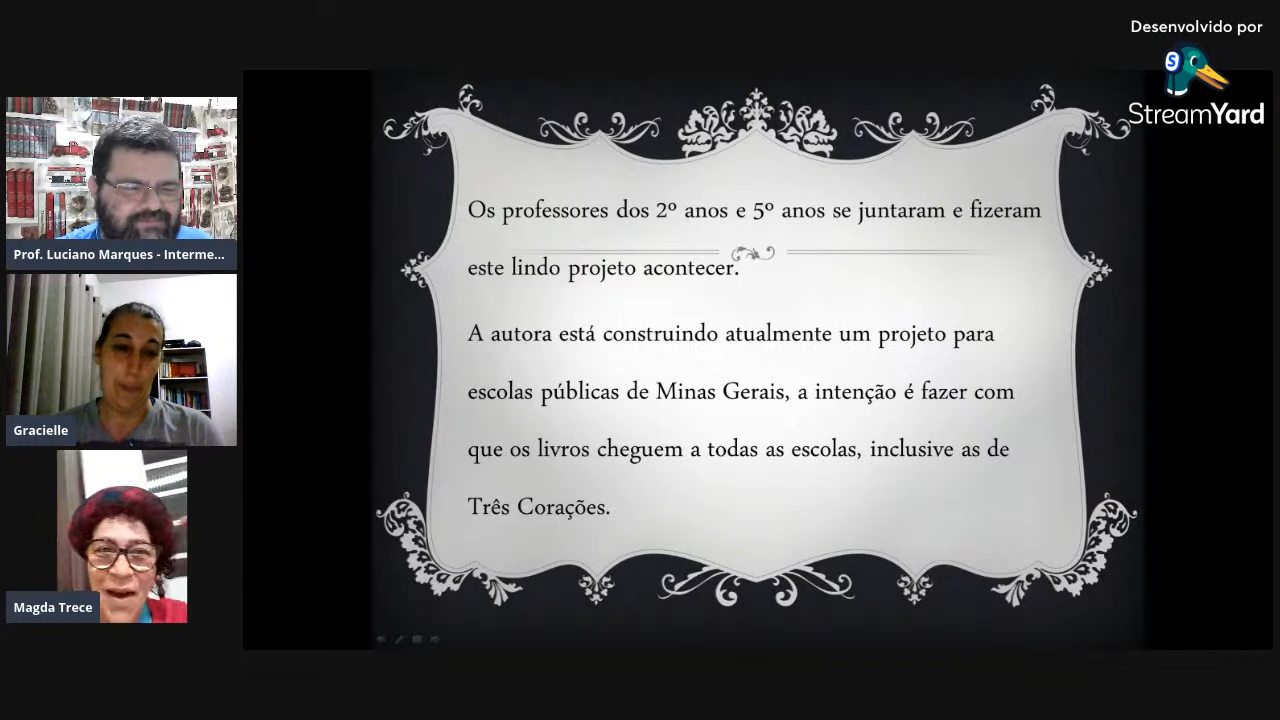 Desenvolvido por
StreamYard
Prof. Luciano Marques - Interme...
Gracielle
Magda Trece
Os professores dos 2º anos e 5º anos se juntaram e fizeram
este lindo projeto acontecer.
A autora está construindo atualmente um projeto para
escolas públicas de Minas Gerais, a intenção é fazer com
que os livros cheguem a todas as escolas, inclusive as de
Três Corações.